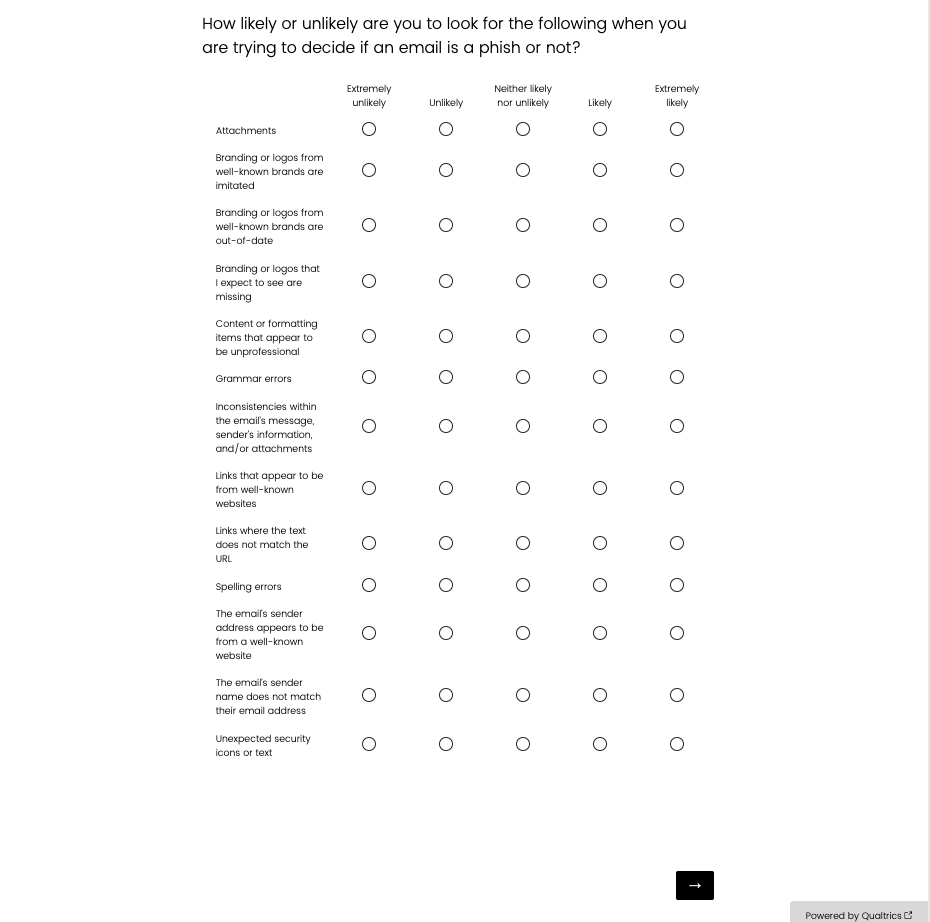 How likely or unlikely are you to look for the following when you
are trying to decide if an email is a phish or not?
Extremely
unlikely
Unlikely
Neither likely
nor unlikely
Likely
Extremely
likely
Attachments
Branding or logos from
well-known brands are
imitated
Branding or logos from
well-known brands are
out-of-date
Branding or logos that
I expect to see are
missing
Content or formatting
items that appear to
be unprofessional
Grammar errors
Inconsistencies within
the email's message,
sender's information,
and/or attachments
Links that appear to be
from well-known
websites
Links where the text
does not match the
URL
Spelling errors
The email's sender
address appears to be
from a well-known
website
The email's sender
name does not match
their email address
Unexpected security
icons or text
→
Powered by Qualtrics